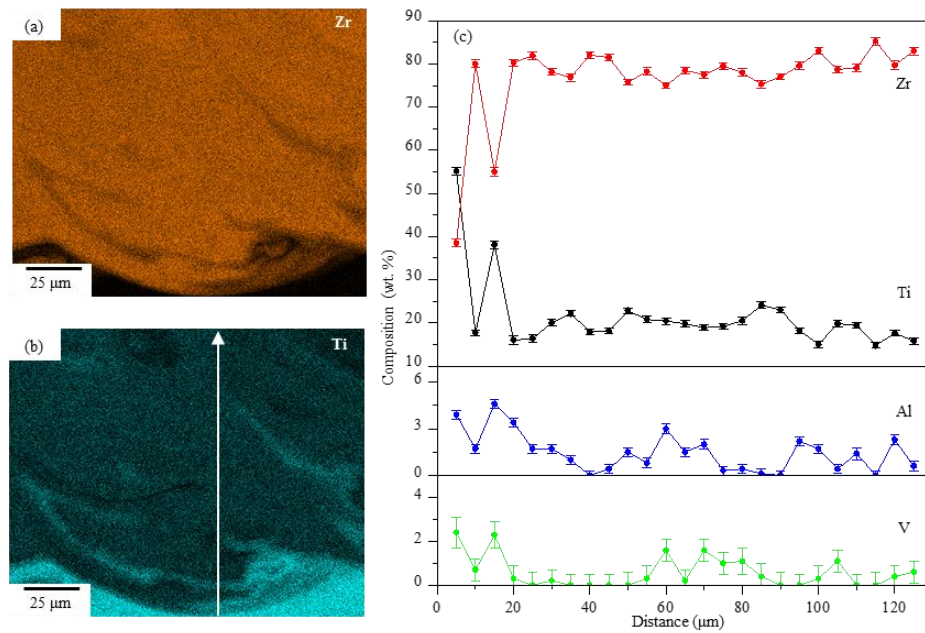 (a)
Zr
25 µm
(b)
Ti
25 µm
(c)
90
80
70
60
50
40
30
20
10
Zr
Ti
6
3
0
Al
4
2
0
V
Composition (wt. %)
0 20 40 60 80 100 120
Distance (µm)